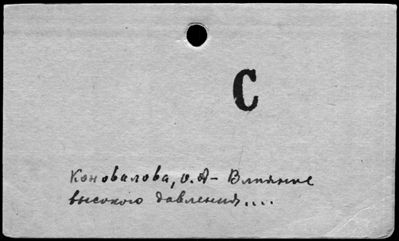 С
Коновалова, О.А - Влияние
высокого давления....